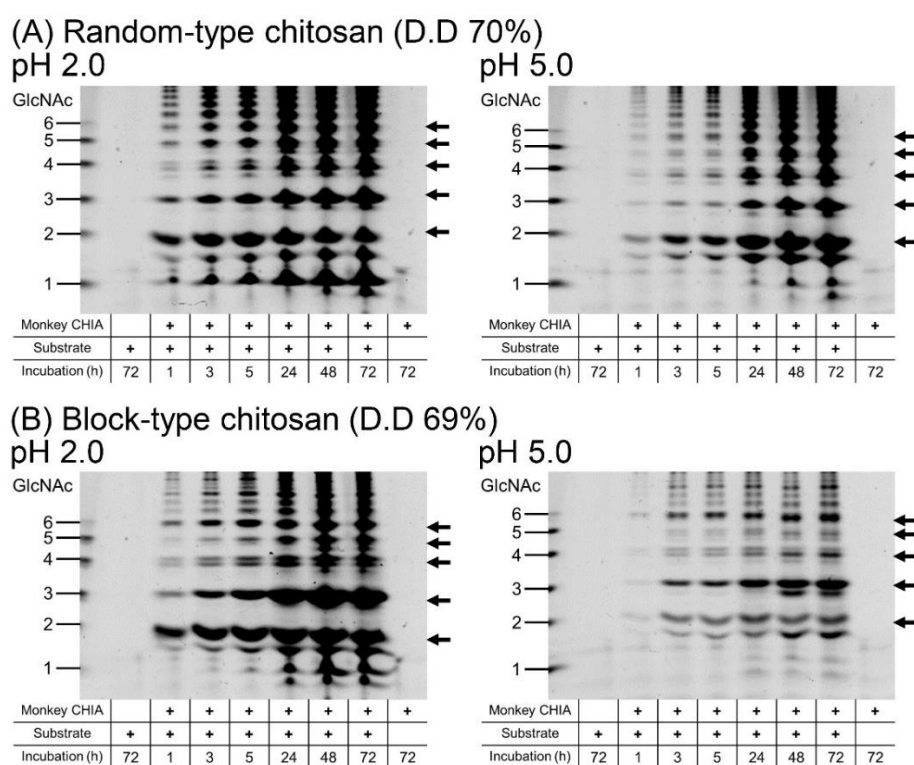 (A) Random-type chitosan (D.D 70%)
pH 2.0
GlcNAc
6
5
4
3
2
1
Monkey CHIA + + + + + + +
Substrate + + + + + + +
Incubation (h) 72 1 3 5 24 48 72 72
pH 5.0
GlcNAc
6
5
4
3
2
1
Monkey CHIA + + + + + + +
Substrate + + + + + + +
Incubation (h) 72 1 3 5 24 48 72 72
(B) Block-type chitosan (D.D 69%)
pH 2.0
GlcNAc
6
5
4
3
2
1
Monkey CHIA + + + + + + +
Substrate + + + + + + +
Incubation (h) 72 1 3 5 24 48 72 72
pH 5.0
GlcNAc
6
5
4
3
2
1
Monkey CHIA + + + + + + +
Substrate + + + + + + +
Incubation (h) 72 1 3 5 24 48 72 72